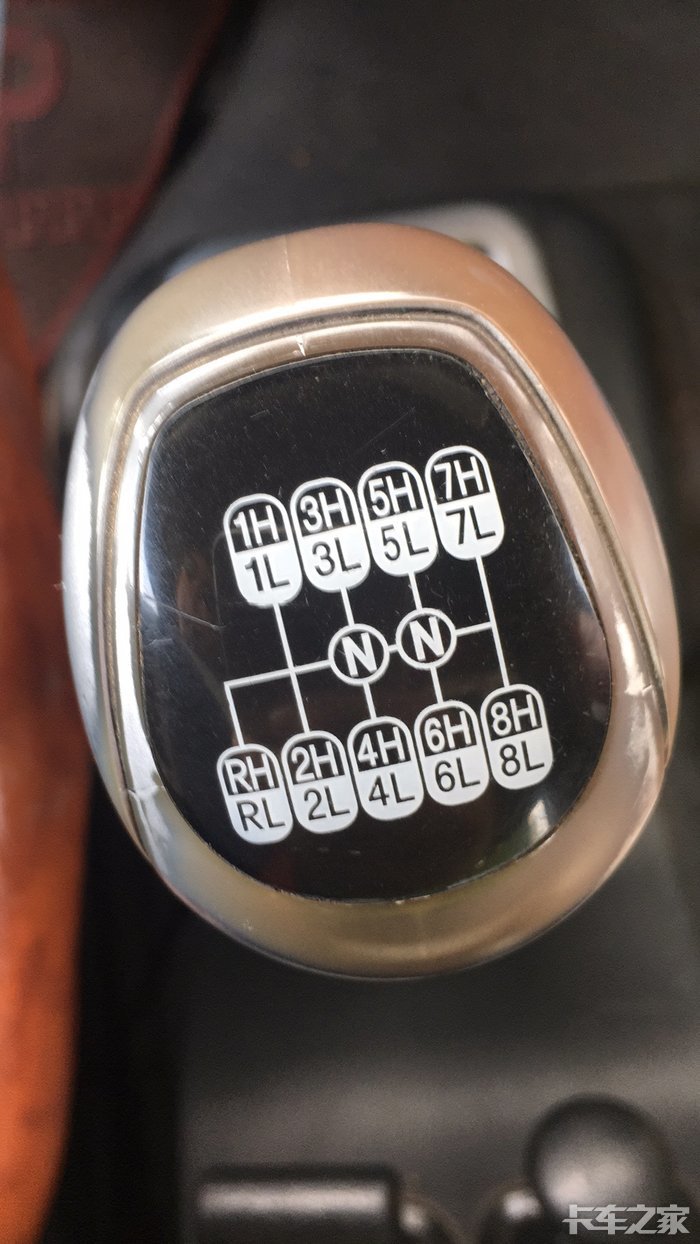 1H 3H 5H 7H
1L 3L 5L 7L
N N
RH 2H 4H 6H 8H
RL 2L 4L 6L 8L
卡车之家